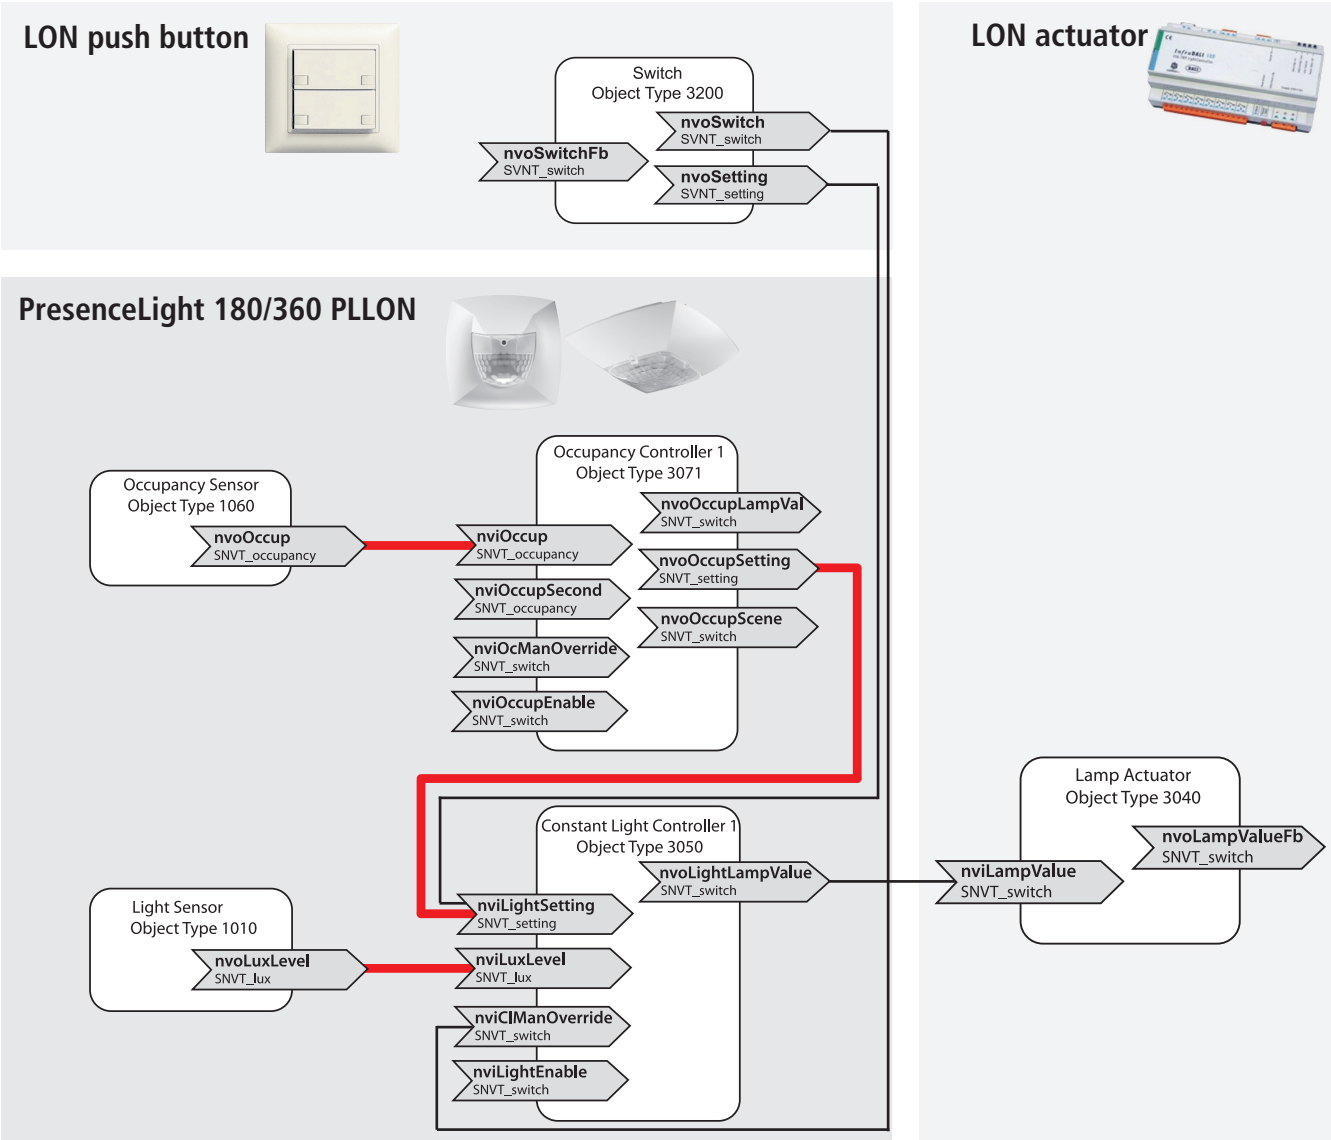 LON push button
LON actuator
InfraDALI 180
DALI
Switch
Object Type 3200
nvoSwitch
SVNT_switch
nvoSwitchFb
SVNT_switch
nvoSetting
SVNT_setting
PresenceLight 180/360 PLLON
Occupancy Sensor
Object Type 1060
nvoOccup
SNVT_occupancy
Occupancy Controller 1
Object Type 3071
nvoOccupLampVal
SNVT_switch
nviOccup
SNVT_occupancy
nvoOccupSetting
SNVT_setting
nviOccupSecond
SNVT_occupancy
nvoOccupScene
SNVT_switch
nviOcManOverride
SNVT_switch
nviOccupEnable
SNVT_switch
Constant Light Controller 1
Object Type 3050
nvoLightLampValue
SNVT_switch
nviLightSetting
SNVT_setting
Light Sensor
Object Type 1010
nvoLuxLevel
SNVT_lux
nviLuxLevel
SNVT_lux
nviClManOverride
SNVT_switch
nviLightEnable
SNVT_switch
Lamp Actuator
Object Type 3040
nvoLampValueFb
SNVT_switch
nviLampValue
SNVT_switch